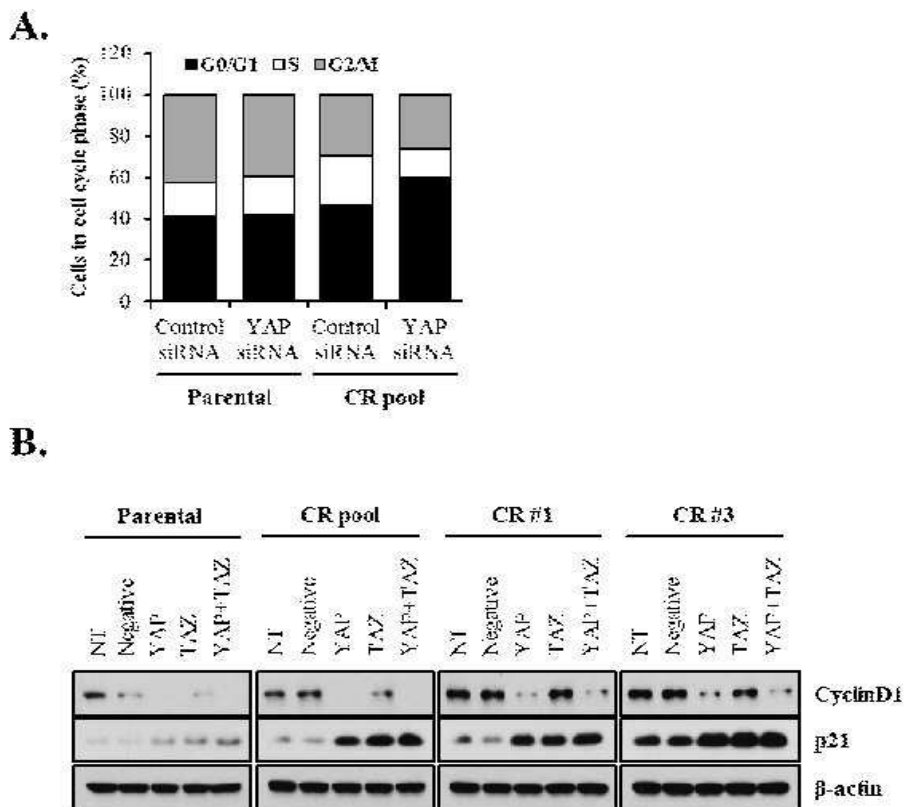 A.
120
G0/G1 S G2/M
100
80
60
40
20
0
Cells in cell cycle phase (%)
Control siRNA
YAP siRNA
Control siRNA
YAP siRNA
Parental
CR pool
B.
Parental
CR pool
CR #1
CR #3
NT
Negative
YAP
TAZ
YAP+TAZ
NT
Negative
YAP
TAZ
YAP+TAZ
NT
Negative
YAP
TAZ
YAP+TAZ
NT
Negative
YAP
TAZ
YAP+TAZ
CyclinD1
p21
β-actin